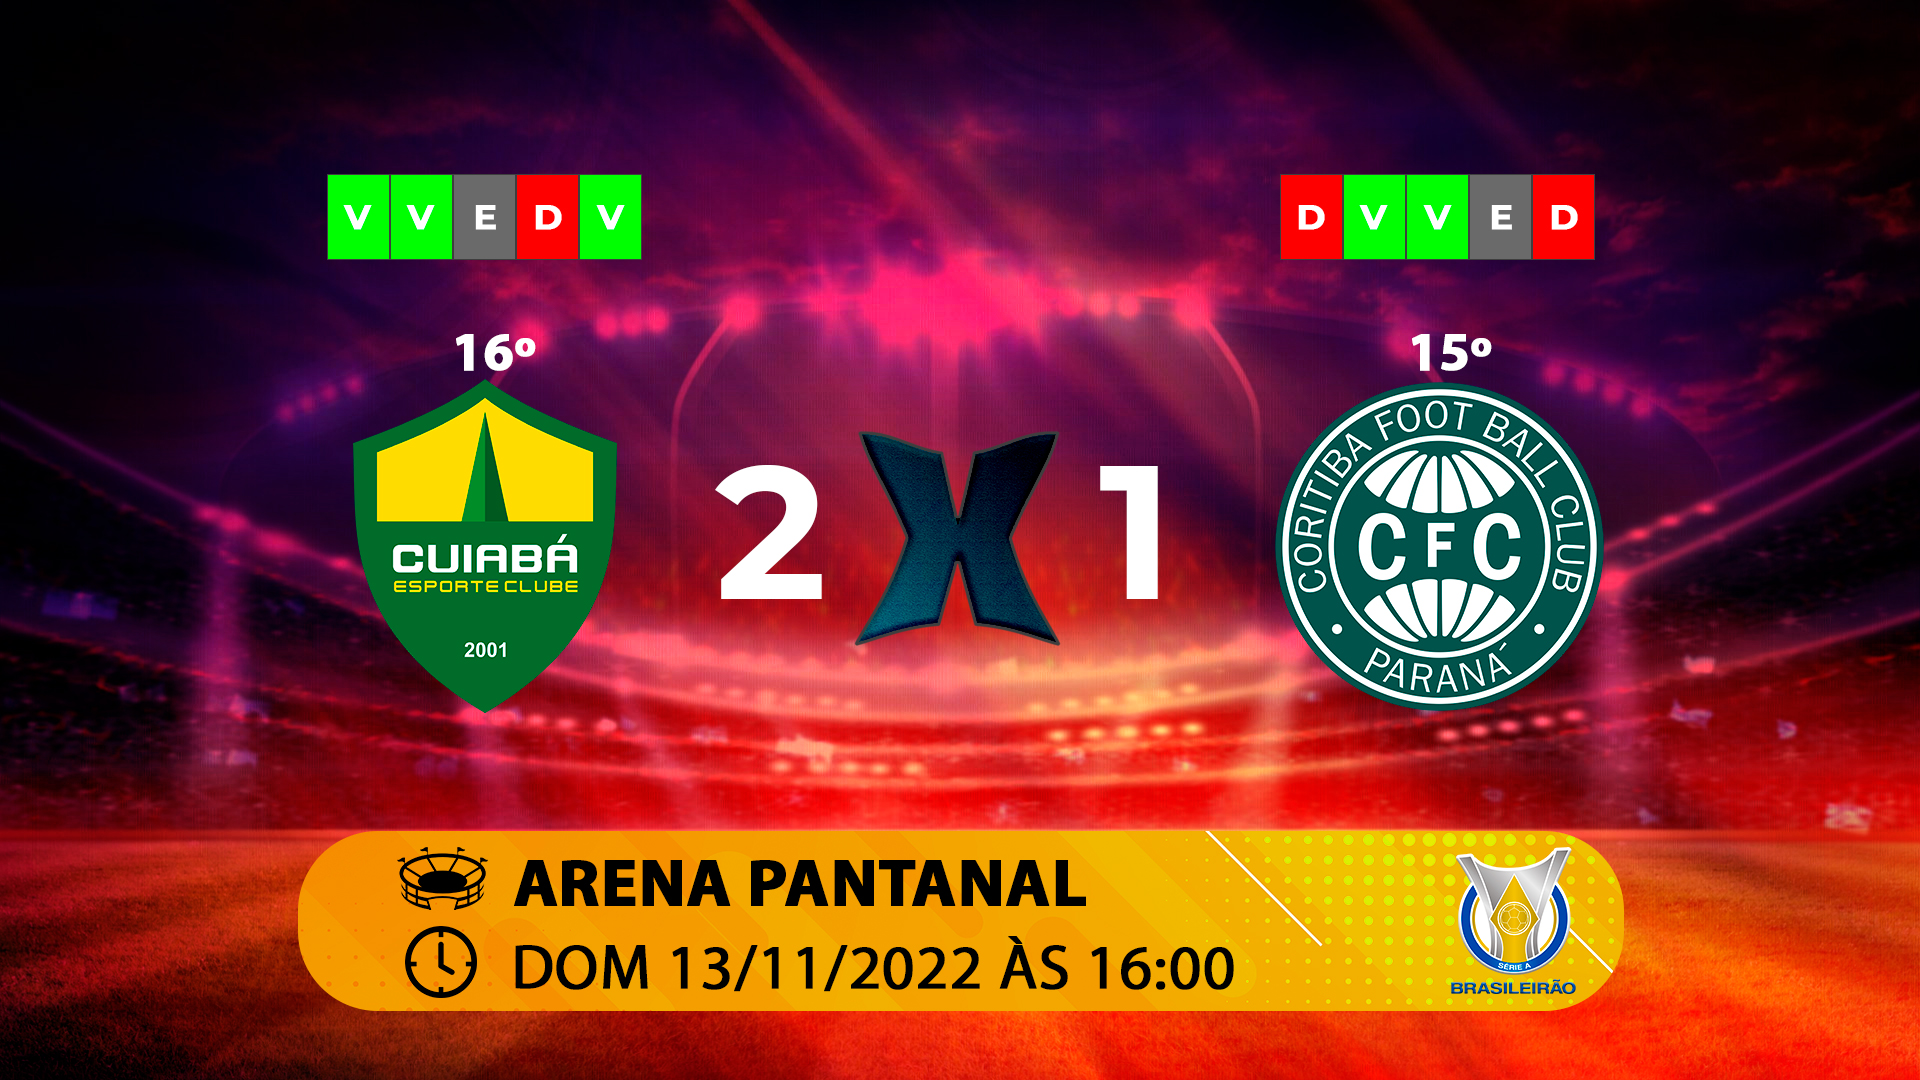 V V E D V
D V V E D
16º
15º
CUIABÁ
ESPORTE CLUBE
2001
2 X 1
CORITIBA FOOT BALL CLUB
CFC
PARANÁ
ARENA PANTANAL
DOM 13/11/2022 ÀS 16:00
SÉRIE A
BRASILEIRÃO